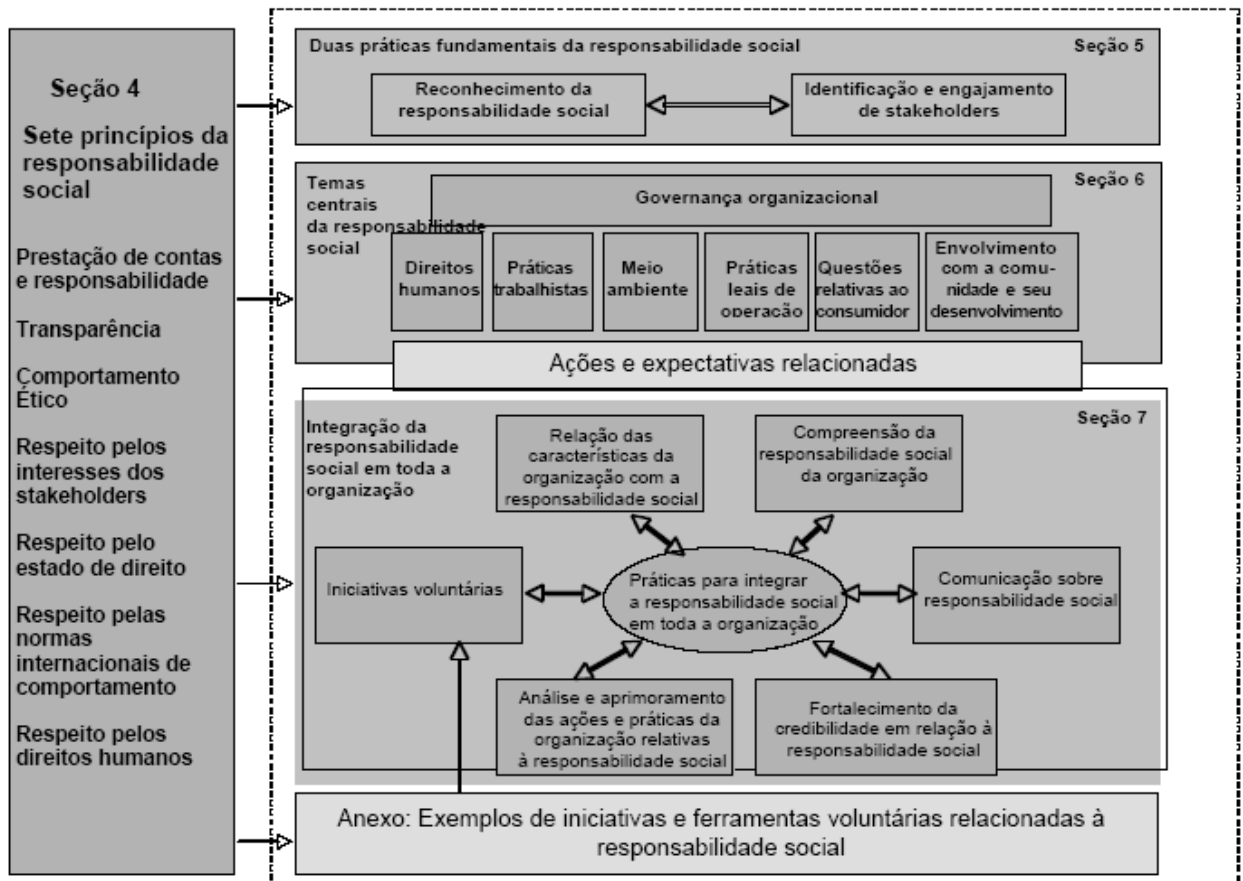 Seção 4
Sete princípios da
responsabilidade
social
Prestação de contas
e responsabilidade
Transparência
Comportamento
Ético
Respeito pelos
interesses dos
stakeholders
Respeito pelo
estado de direito
Respeito pelas
normas
internacionais de
comportamento
Respeito pelos
direitos humanos
Duas práticas fundamentais da responsabilidade social
Seção 5
Reconhecimento da
responsabilidade social
Identificação e engajamento
de stakeholders
Temas
centrais
da responsabilidade
social
Seção 6
Governança organizacional
Direitos
humanos
Práticas
trabalhistas
Meio
ambiente
Práticas
leais de
operação
Questões
relativas ao
consumidor
Envolvimento
com a comu-
nidade e seu
desenvolvimento
Ações e expectativas relacionadas
Integração da
responsabilidade
social em toda a
organização
Seção 7
Relação das
características da
organização com a
responsabilidade social
Compreensão da
responsabilidade social
da organização
Iniciativas voluntárias
Práticas para integrar
a responsabilidade social
em toda a organização
Comunicação sobre
responsabilidade social
Análise e aprimoramento
das ações e práticas da
organização relativas
à responsabilidade social
Fortalecimento da
credibilidade em relação à
responsabilidade social
Anexo: Exemplos de iniciativas e ferramentas voluntárias relacionadas à
responsabilidade social